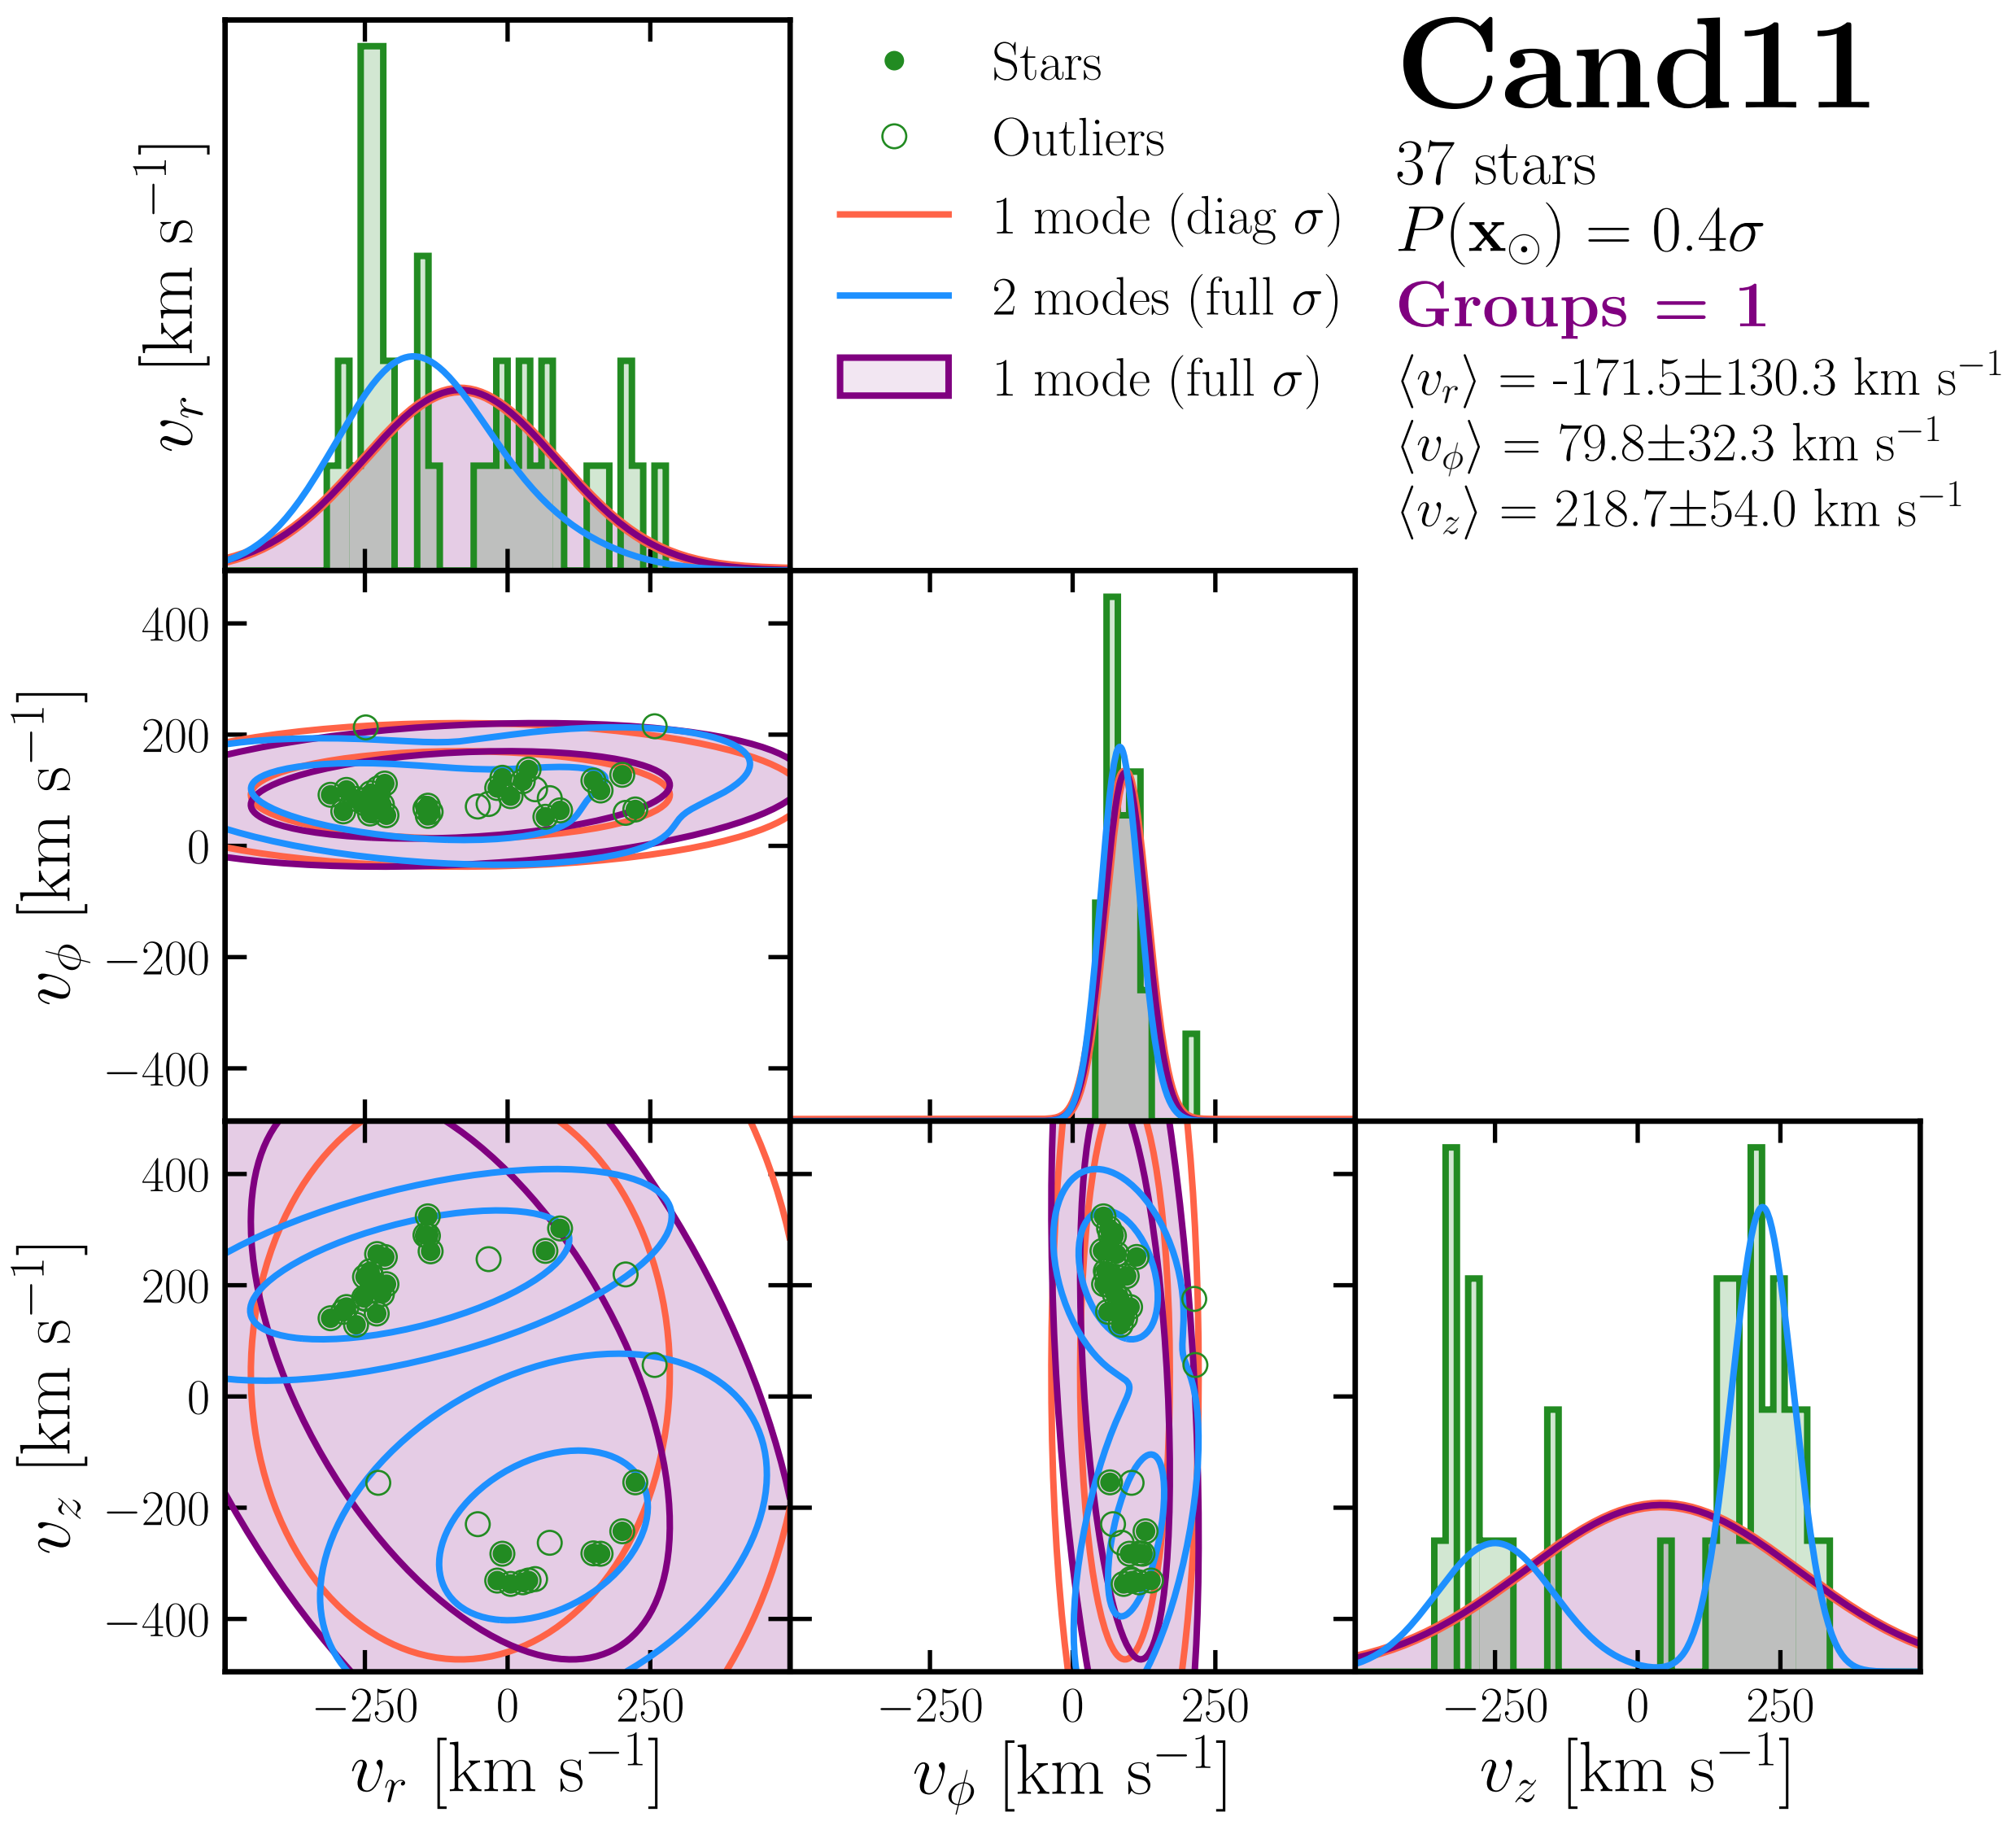 Cand11
37 stars
P(x⊙) = 0.4σ
Groups = 1
⟨v_r⟩ = -171.5±130.3 km s⁻¹
⟨v_ϕ⟩ = 79.8±32.3 km s⁻¹
⟨v_z⟩ = 218.7±54.0 km s⁻¹
Stars
Outliers
1 mode (diag σ)
2 modes (full σ)
1 mode (full σ)
v_r [km s⁻¹]
v_ϕ [km s⁻¹]
400
200
0
−200
−400
v_z [km s⁻¹]
400
200
0
−200
−400
−250 0 250
v_r [km s⁻¹]
−250 0 250
v_ϕ [km s⁻¹]
−250 0 250
v_z [km s⁻¹]